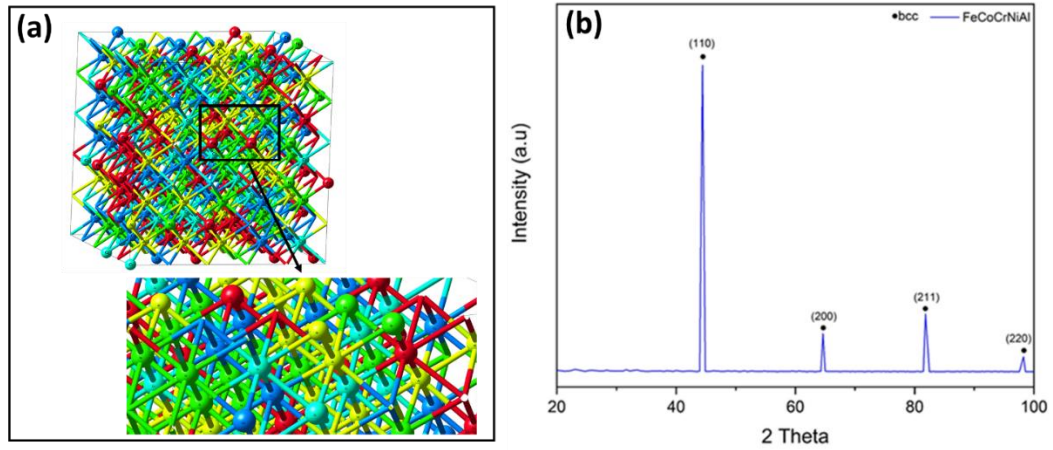 (a)
(b)
•bcc — FeCoCrNiAl
(110)
(200)
(211)
(220)
Intensity (a.u)
20 40 60 80 100
2 Theta